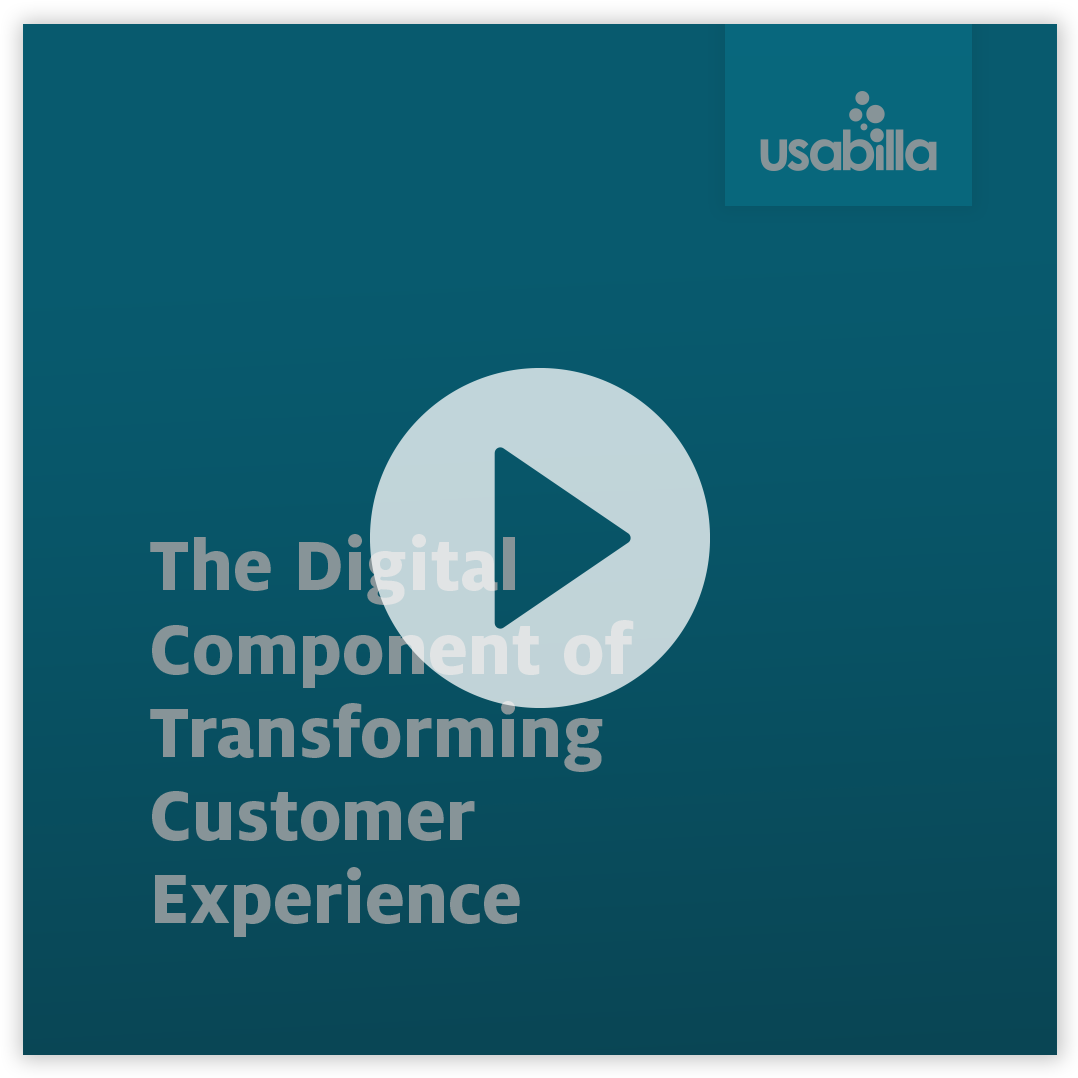 usabilla
The Digital
Component of
Transforming
Customer
Experience